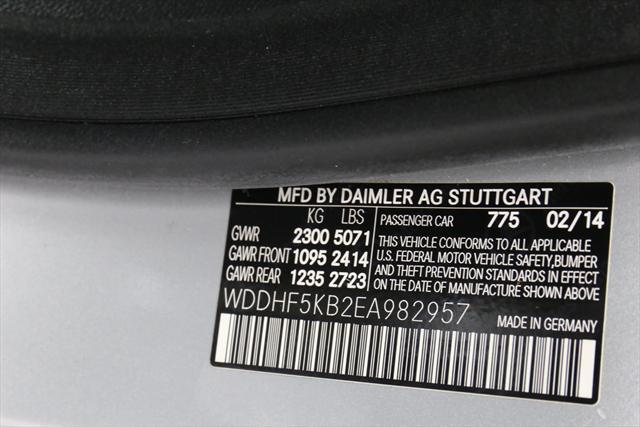 MFD BY DAIMLER AG STUTTGART
KG LBS
GVWR 2300 5071
GAWR FRONT 1095 2414
GAWR REAR 1235 2723
PASSENGER CAR 775 02/14
THIS VEHICLE CONFORMS TO ALL APPLICABLE
U.S. FEDERAL MOTOR VEHICLE SAFETY, BUMPER
AND THEFT PREVENTION STANDARDS IN EFFECT
ON THE DATE OF MANUFACTURE SHOWN ABOVE.
WDDHF5KB2EA982957
MADE IN GERMANY